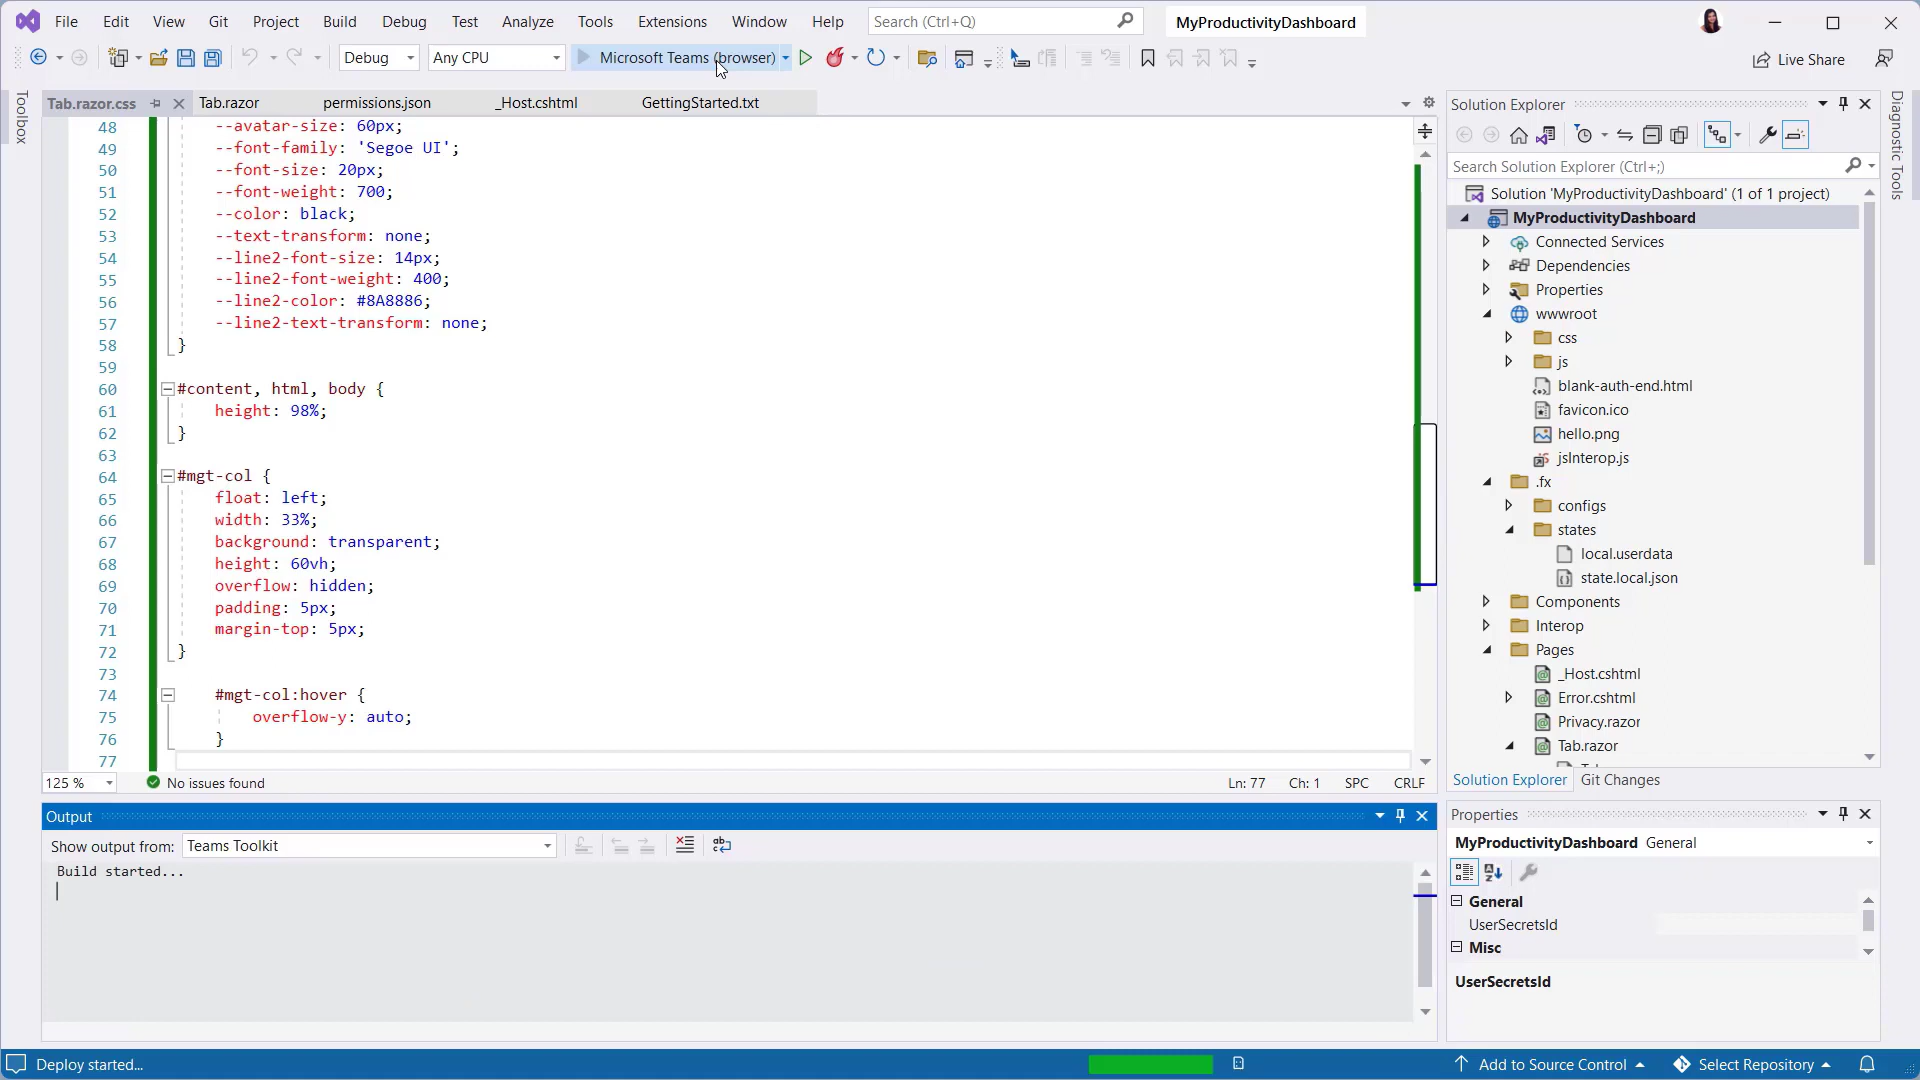 File Edit View Git Project Build Debug Test Analyze Tools Extensions Window Help Search (Ctrl+Q) MyProductivityDashboard
Debug Any CPU Microsoft Teams (browser) Live Share
Toolbox
Tab.razor.css Tab.razor permissions.json _Host.cshtml GettingStarted.txt
48 --avatar-size: 60px;
49 --font-family: 'Segoe UI';
50 --font-size: 20px;
51 --font-weight: 700;
52 --color: black;
53 --text-transform: none;
54 --line2-font-size: 14px;
55 --line2-font-weight: 400;
56 --line2-color: #8A8886;
57 --line2-text-transform: none;
58 }
59
60 #content, html, body {
61 height: 98%;
62 }
63
64 #mgt-col {
65 float: left;
66 width: 33%;
67 background: transparent;
68 height: 60vh;
69 overflow: hidden;
70 padding: 5px;
71 margin-top: 5px;
72 }
73
74 #mgt-col:hover {
75 overflow-y: auto;
76 }
77
125 % No issues found Ln: 77 Ch: 1 SPC CRLF
Output
Show output from: Teams Toolkit
Build started...
Solution Explorer
Search Solution Explorer (Ctrl+;)
Solution 'MyProductivityDashboard' (1 of 1 project)
MyProductivityDashboard
Connected Services
Dependencies
Properties
wwwroot
css
js
blank-auth-end.html
favicon.ico
hello.png
jsInterop.js
.fx
configs
states
local.userdata
state.local.json
Components
Interop
Pages
_Host.cshtml
Error.cshtml
Privacy.razor
Tab.razor
Solution Explorer Git Changes
Properties
MyProductivityDashboard General
General
UserSecretsId
Misc
UserSecretsId
Diagnostic Tools
Deploy started... Add to Source Control Select Repository